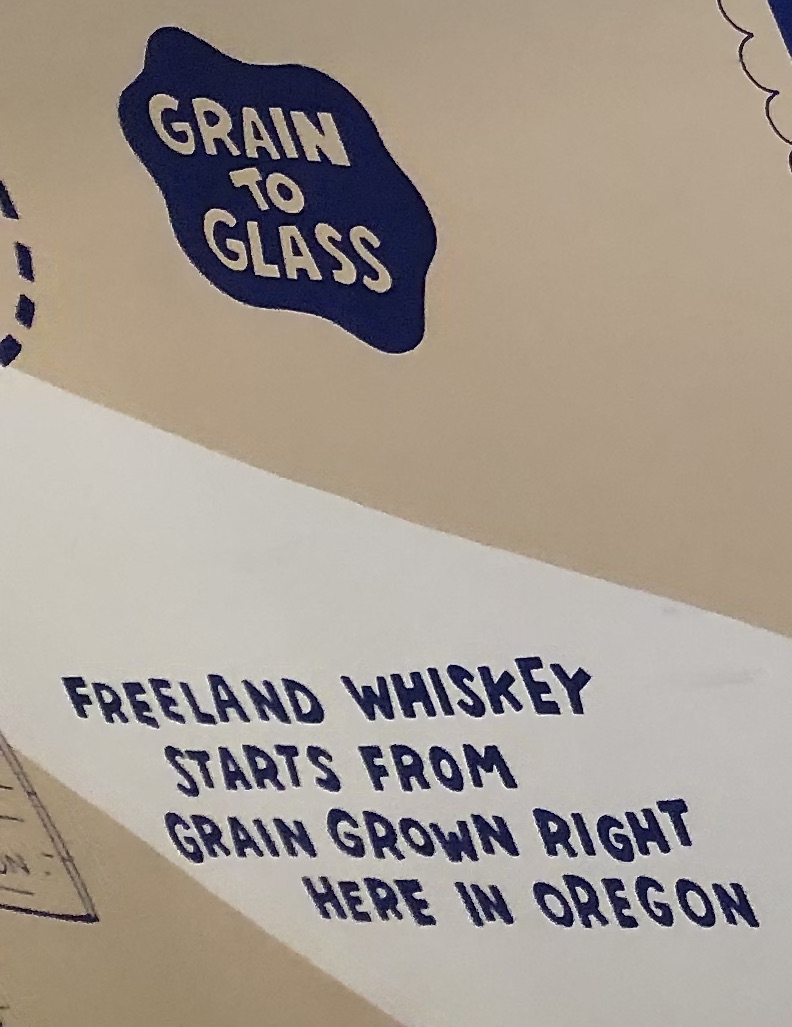 GRAIN
TO
GLASS
FREELAND WHISKEY
STARTS FROM
GRAIN GROWN RIGHT
HERE IN OREGON